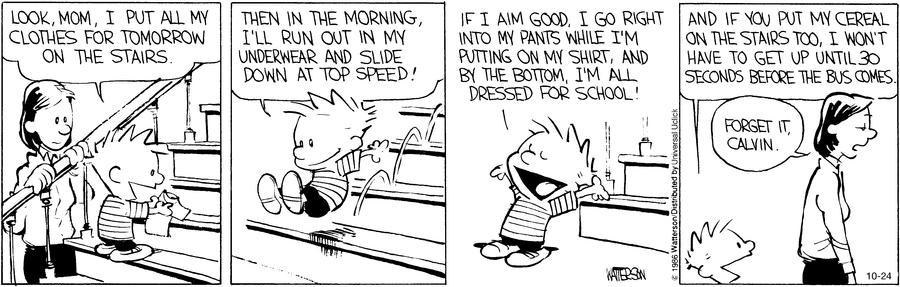 LOOK, MOM, I PUT ALL MY
CLOTHES FOR TOMORROW
ON THE STAIRS.
THEN IN THE MORNING,
I'LL RUN OUT IN MY
UNDERWEAR AND SLIDE
DOWN AT TOP SPEED!
IF I AIM GOOD, I GO RIGHT
INTO MY PANTS WHILE I'M
PUTTING ON MY SHIRT, AND
BY THE BOTTOM, I'M ALL
DRESSED FOR SCHOOL!
WATTERSON
© 1986 Watterson/Distributed by Universal Uclick
AND IF YOU PUT MY CEREAL
ON THE STAIRS TOO, I WON'T
HAVE TO GET UP UNTIL 30
SECONDS BEFORE THE BUS COMES.
FORGET IT,
CALVIN.
10-24